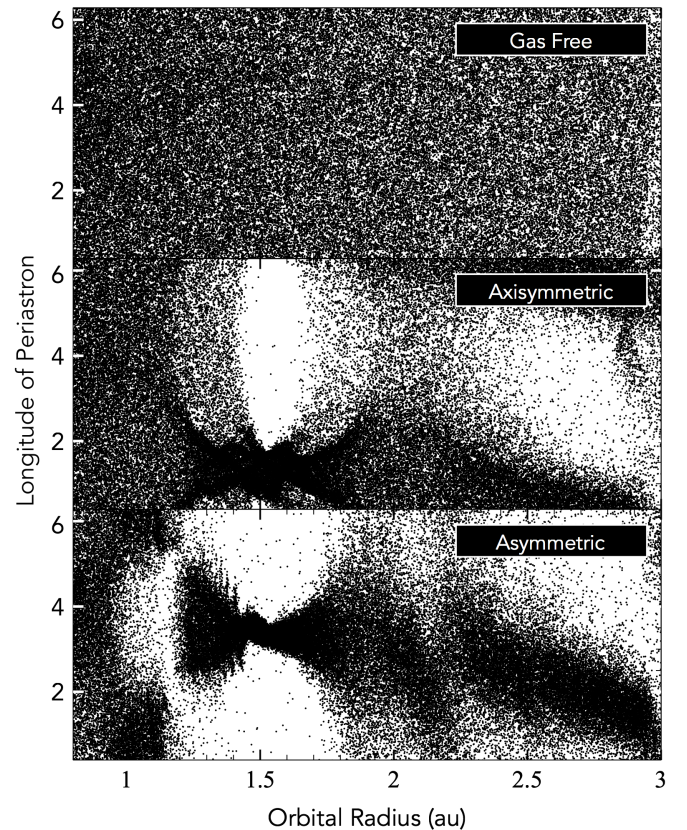 6
Gas Free
4
2
6
Axisymmetric
4
2
6
Asymmetric
4
2
Longitude of Periastron
1
1.5
2
2.5
3
Orbital Radius (au)